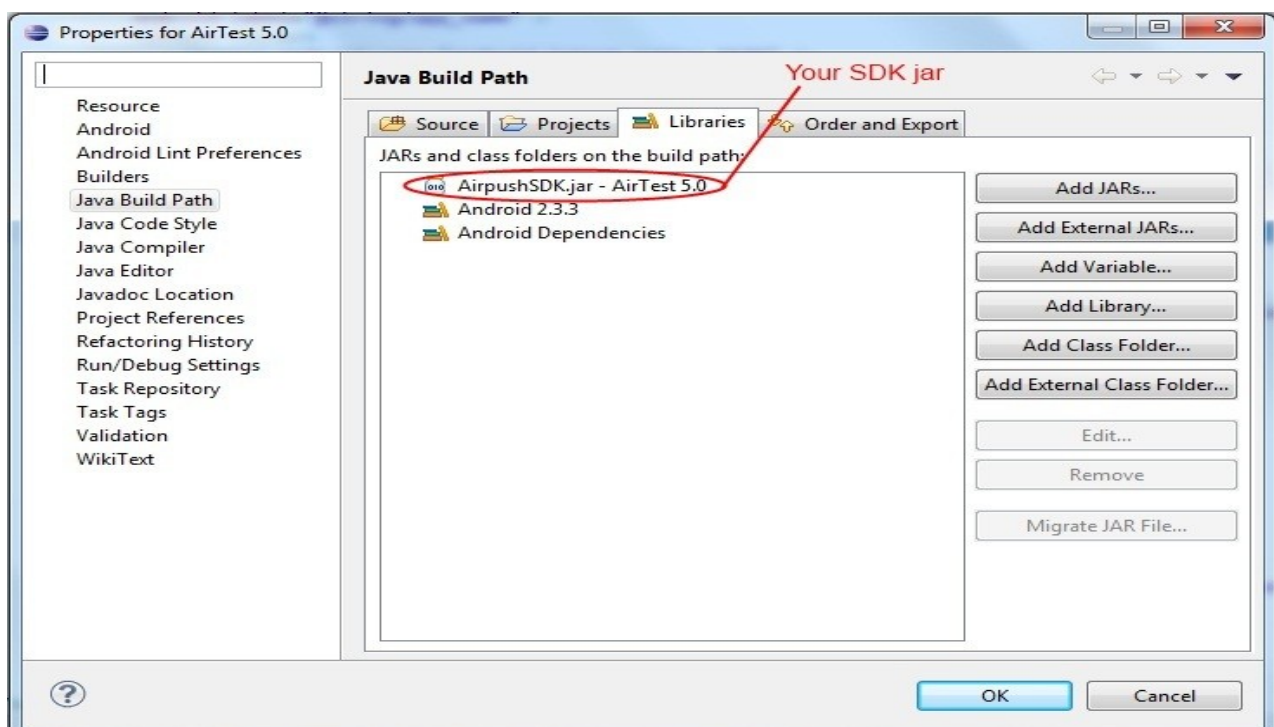 Properties for AirTest 5.0
Java Build Path
Your SDK jar
Resource
Android
Android Lint Preferences
Builders
Java Build Path
Java Code Style
Java Compiler
Java Editor
Javadoc Location
Project References
Refactoring History
Run/Debug Settings
Task Repository
Task Tags
Validation
WikiText
Source
Projects
Libraries
Order and Export
JARs and class folders on the build path:
AirpushSDK.jar - AirTest 5.0
Android 2.3.3
Android Dependencies
Add JARs...
Add External JARs...
Add Variable...
Add Library...
Add Class Folder...
Add External Class Folder...
Edit...
Remove
Migrate JAR File...
OK
Cancel